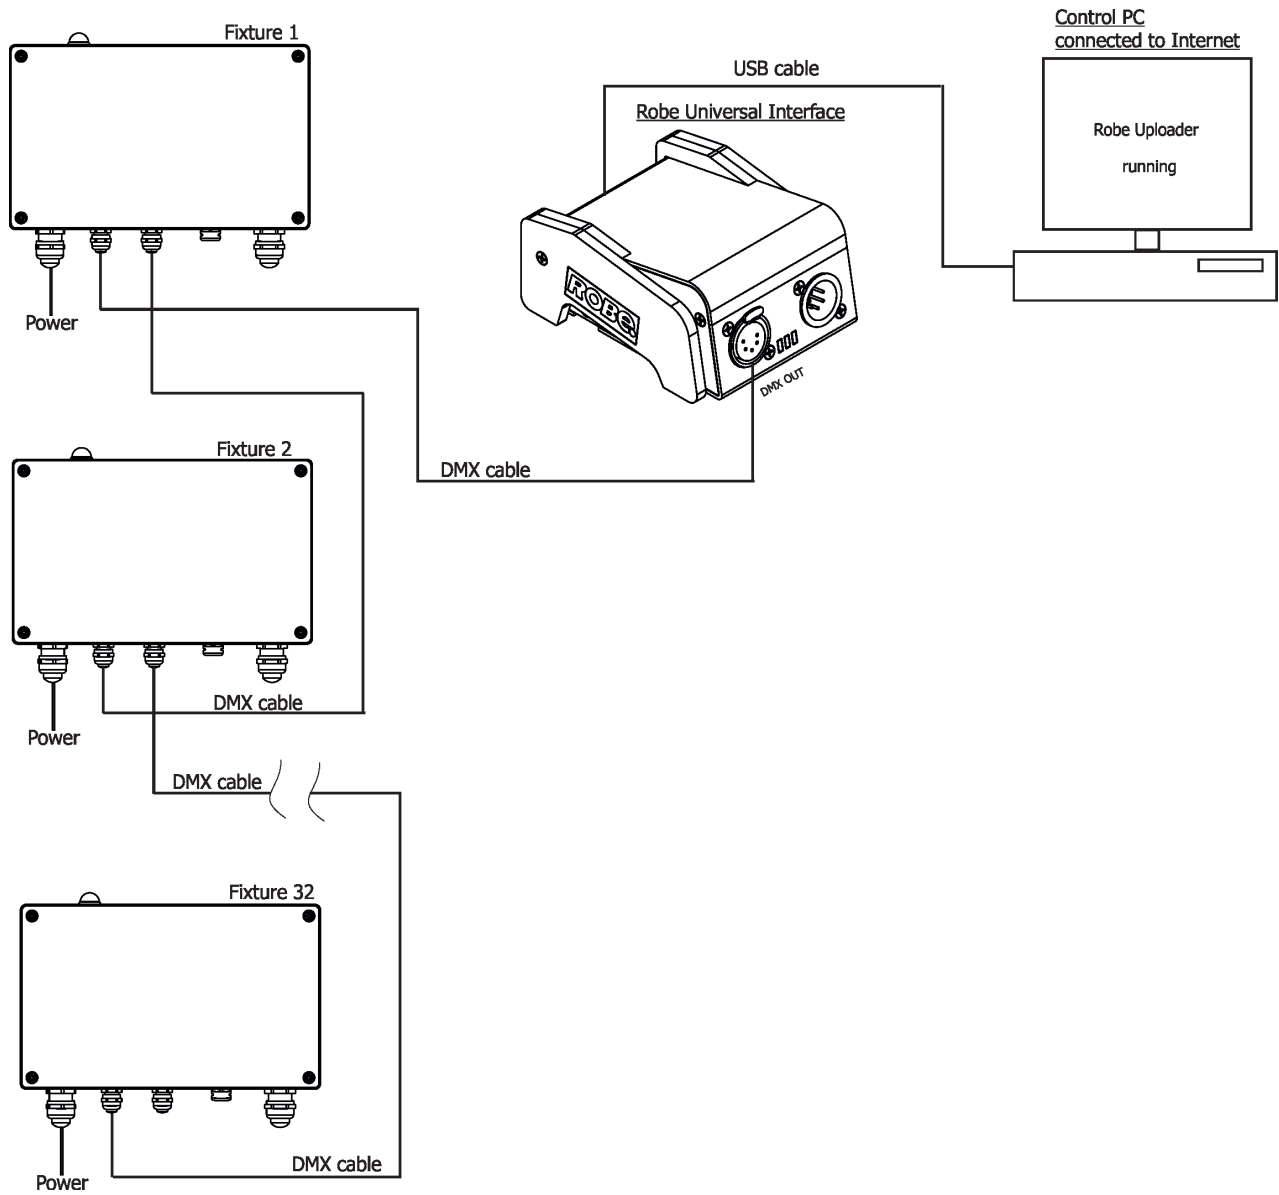 Control PC
connected to Internet
Fixture 1
USB cable
Robe Universal Interface
Robe Uploader
running
ROBE
Power
DMX OUT
Fixture 2
DMX cable
DMX cable
Power
DMX cable
Fixture 32
DMX cable
Power